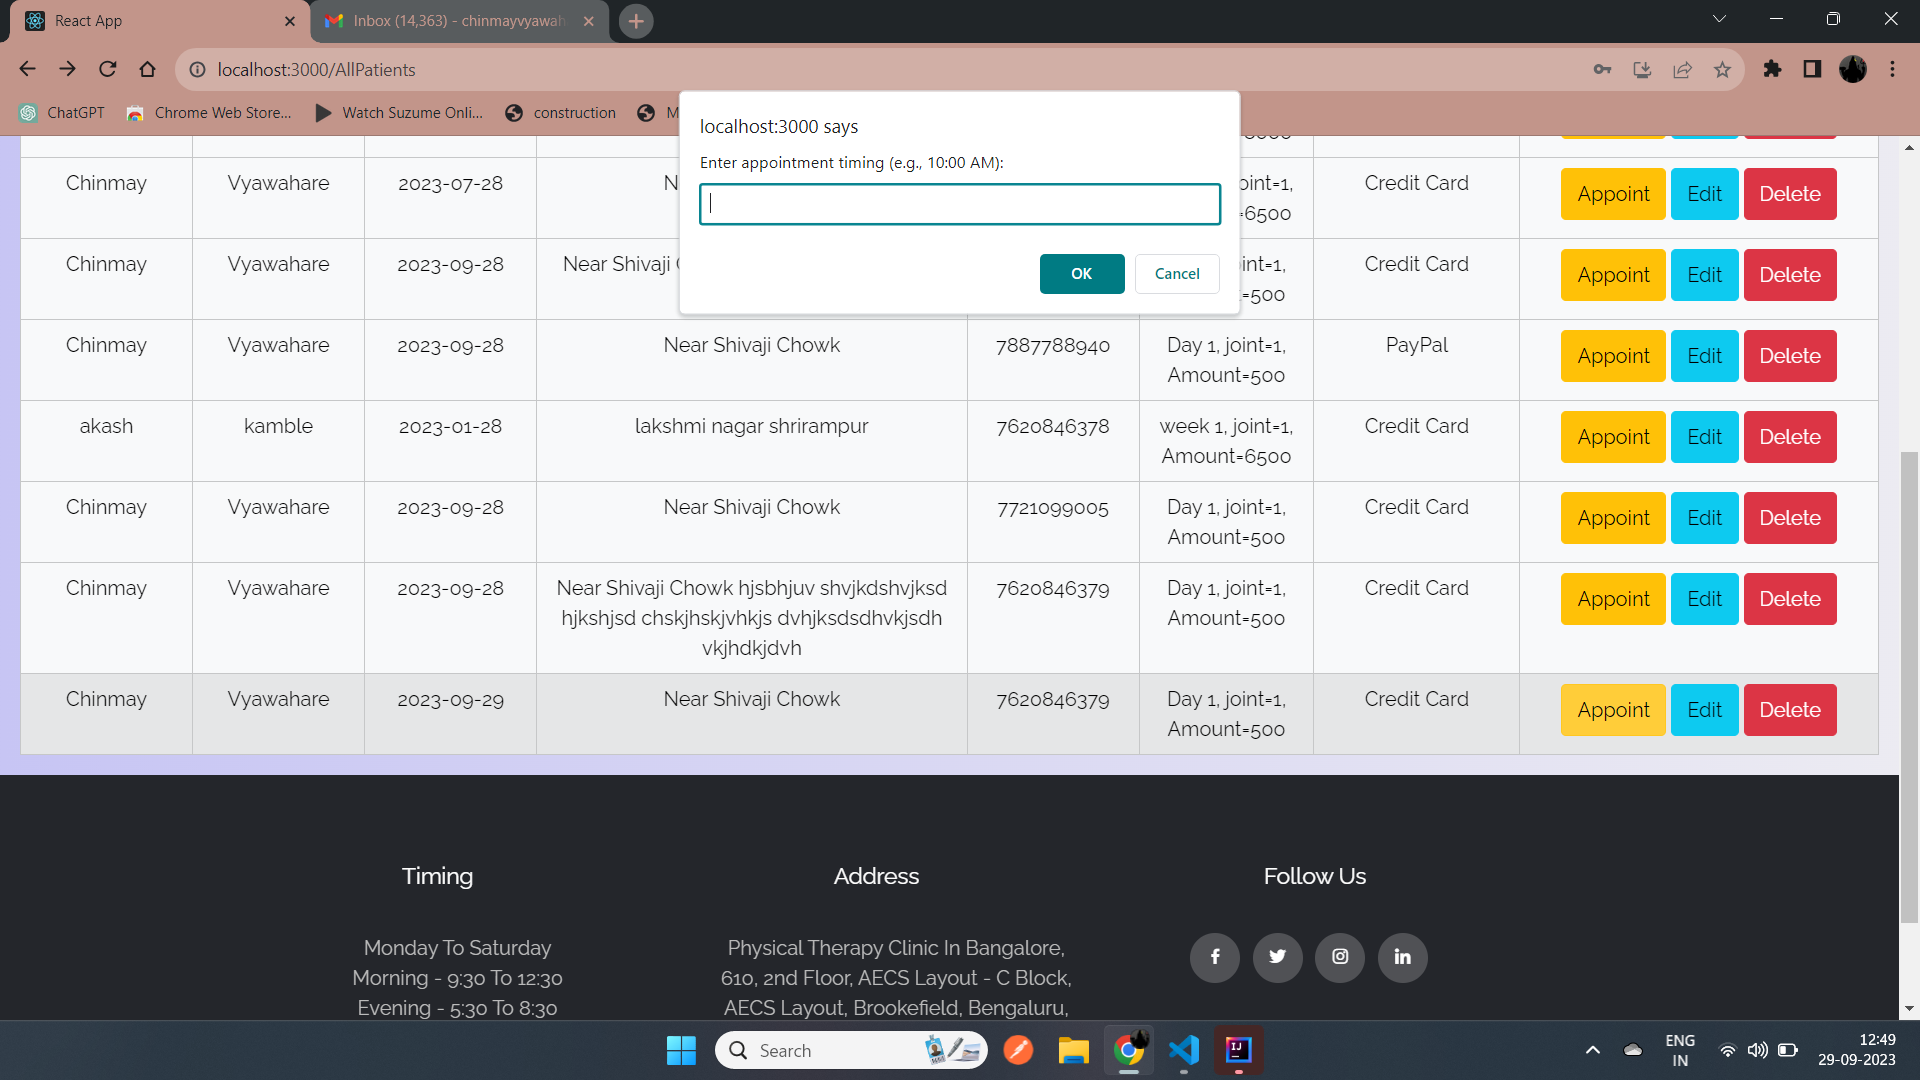 React App
Inbox (14,363) - chinmayvyawah
localhost:3000/AllPatients
ChatGPT
Chrome Web Store...
Watch Suzume Onli...
construction
M
localhost:3000 says
Enter appointment timing (e.g., 10:00 AM):
OK
Cancel
Chinmay Vyawahare 2023-07-28 N oint=1, Credit Card Appoint Edit Delete
=6500
Chinmay Vyawahare 2023-09-28 Near Shivaji int=1, Credit Card Appoint Edit Delete
=500
Chinmay Vyawahare 2023-09-28 Near Shivaji Chowk 7887788940 Day 1, joint=1, PayPal Appoint Edit Delete
Amount=500
akash kamble 2023-01-28 lakshmi nagar shrirampur 7620846378 week 1, joint=1, Credit Card Appoint Edit Delete
Amount=6500
Chinmay Vyawahare 2023-09-28 Near Shivaji Chowk 7721099005 Day 1, joint=1, Credit Card Appoint Edit Delete
Amount=500
Chinmay Vyawahare 2023-09-28 Near Shivaji Chowk hjsbhjuv shvjkdshvjksd 7620846379 Day 1, joint=1, Credit Card Appoint Edit Delete
hjkshjsd chskjhskjvhkjs dvhjksdsdhvkjsdh Amount=500
vkjhdkjdvh
Chinmay Vyawahare 2023-09-29 Near Shivaji Chowk 7620846379 Day 1, joint=1, Credit Card Appoint Edit Delete
Amount=500
Timing
Monday To Saturday
Morning - 9:30 To 12:30
Evening - 5:30 To 8:30
Address
Physical Therapy Clinic In Bangalore,
610, 2nd Floor, AECS Layout - C Block,
AECS Layout, Brookefield, Bengaluru,
Follow Us
Search
ENG
IN
12:49
29-09-2023